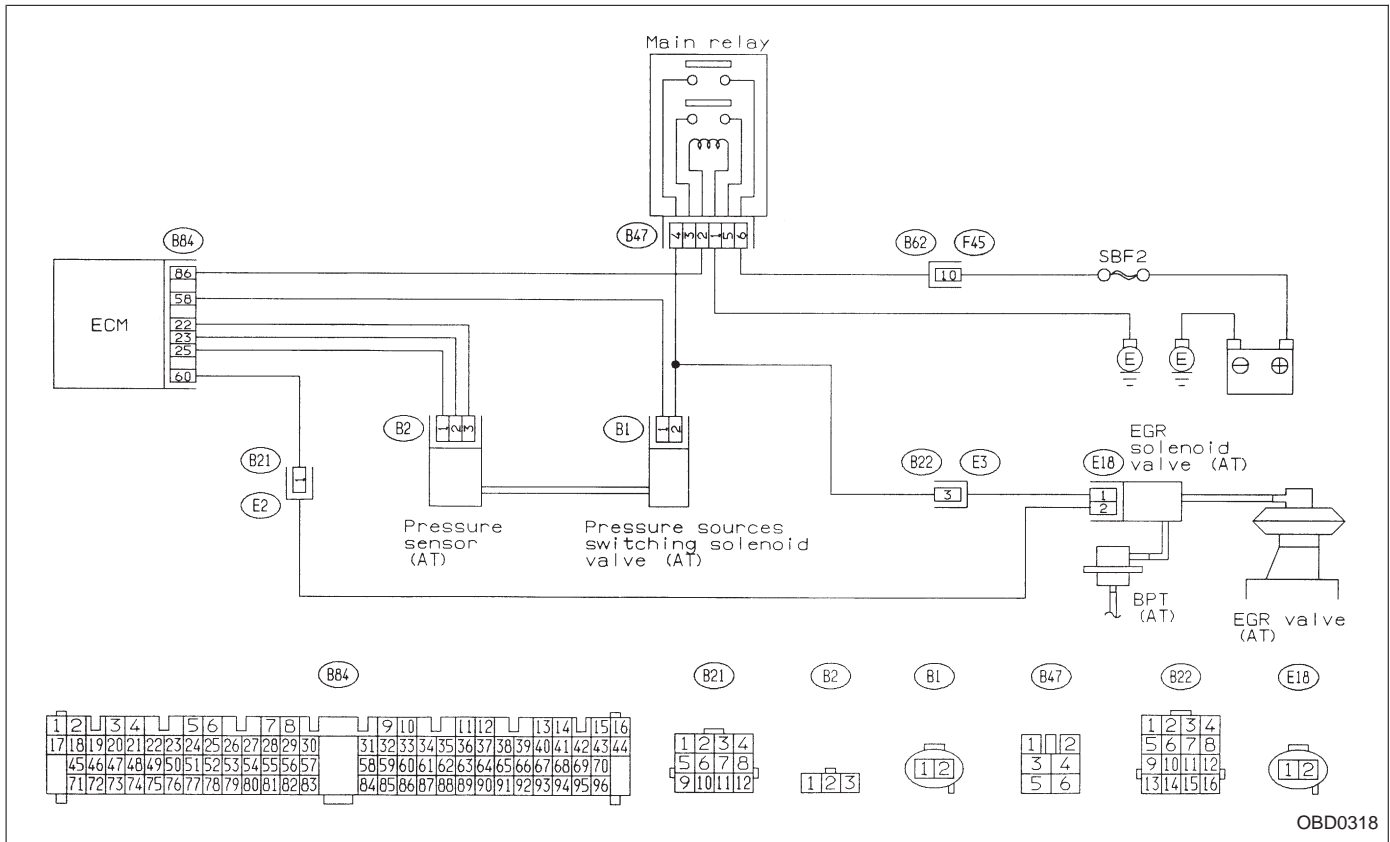 Main relay
B47
4 3 2 1 5 6
B84
B62 F45
10
SBF2
ECM
86
58
22
23
25
60
E E
⊖ ⊕
B2
1 2 3
B1
1 2
B21
1
E2
B22 E3
3
E18
1
2
EGR
solenoid
valve (AT)
Pressure
sensor
(AT)
Pressure sources
switching solenoid
valve (AT)
BPT
(AT)
EGR valve
(AT)
B84
1 2 3 4 5 6 7 8 9 10 11 12 13 14 15 16
17 18 19 20 21 22 23 24 25 26 27 28 29 30 31 32 33 34 35 36 37 38 39 40 41 42 43 44
45 46 47 48 49 50 51 52 53 54 55 56 57 58 59 60 61 62 63 64 65 66 67 68 69 70
71 72 73 74 75 76 77 78 79 80 81 82 83 84 85 86 87 88 89 90 91 92 93 94 95 96
B21
1 2 3 4
5 6 7 8
9 10 11 12
B2
1 2 3
B1
1 2
B47
1 2
3 4
5 6
B22
1 2 3 4
5 6 7 8
9 10 11 12
13 14 15 16
E18
1 2
OBD0318